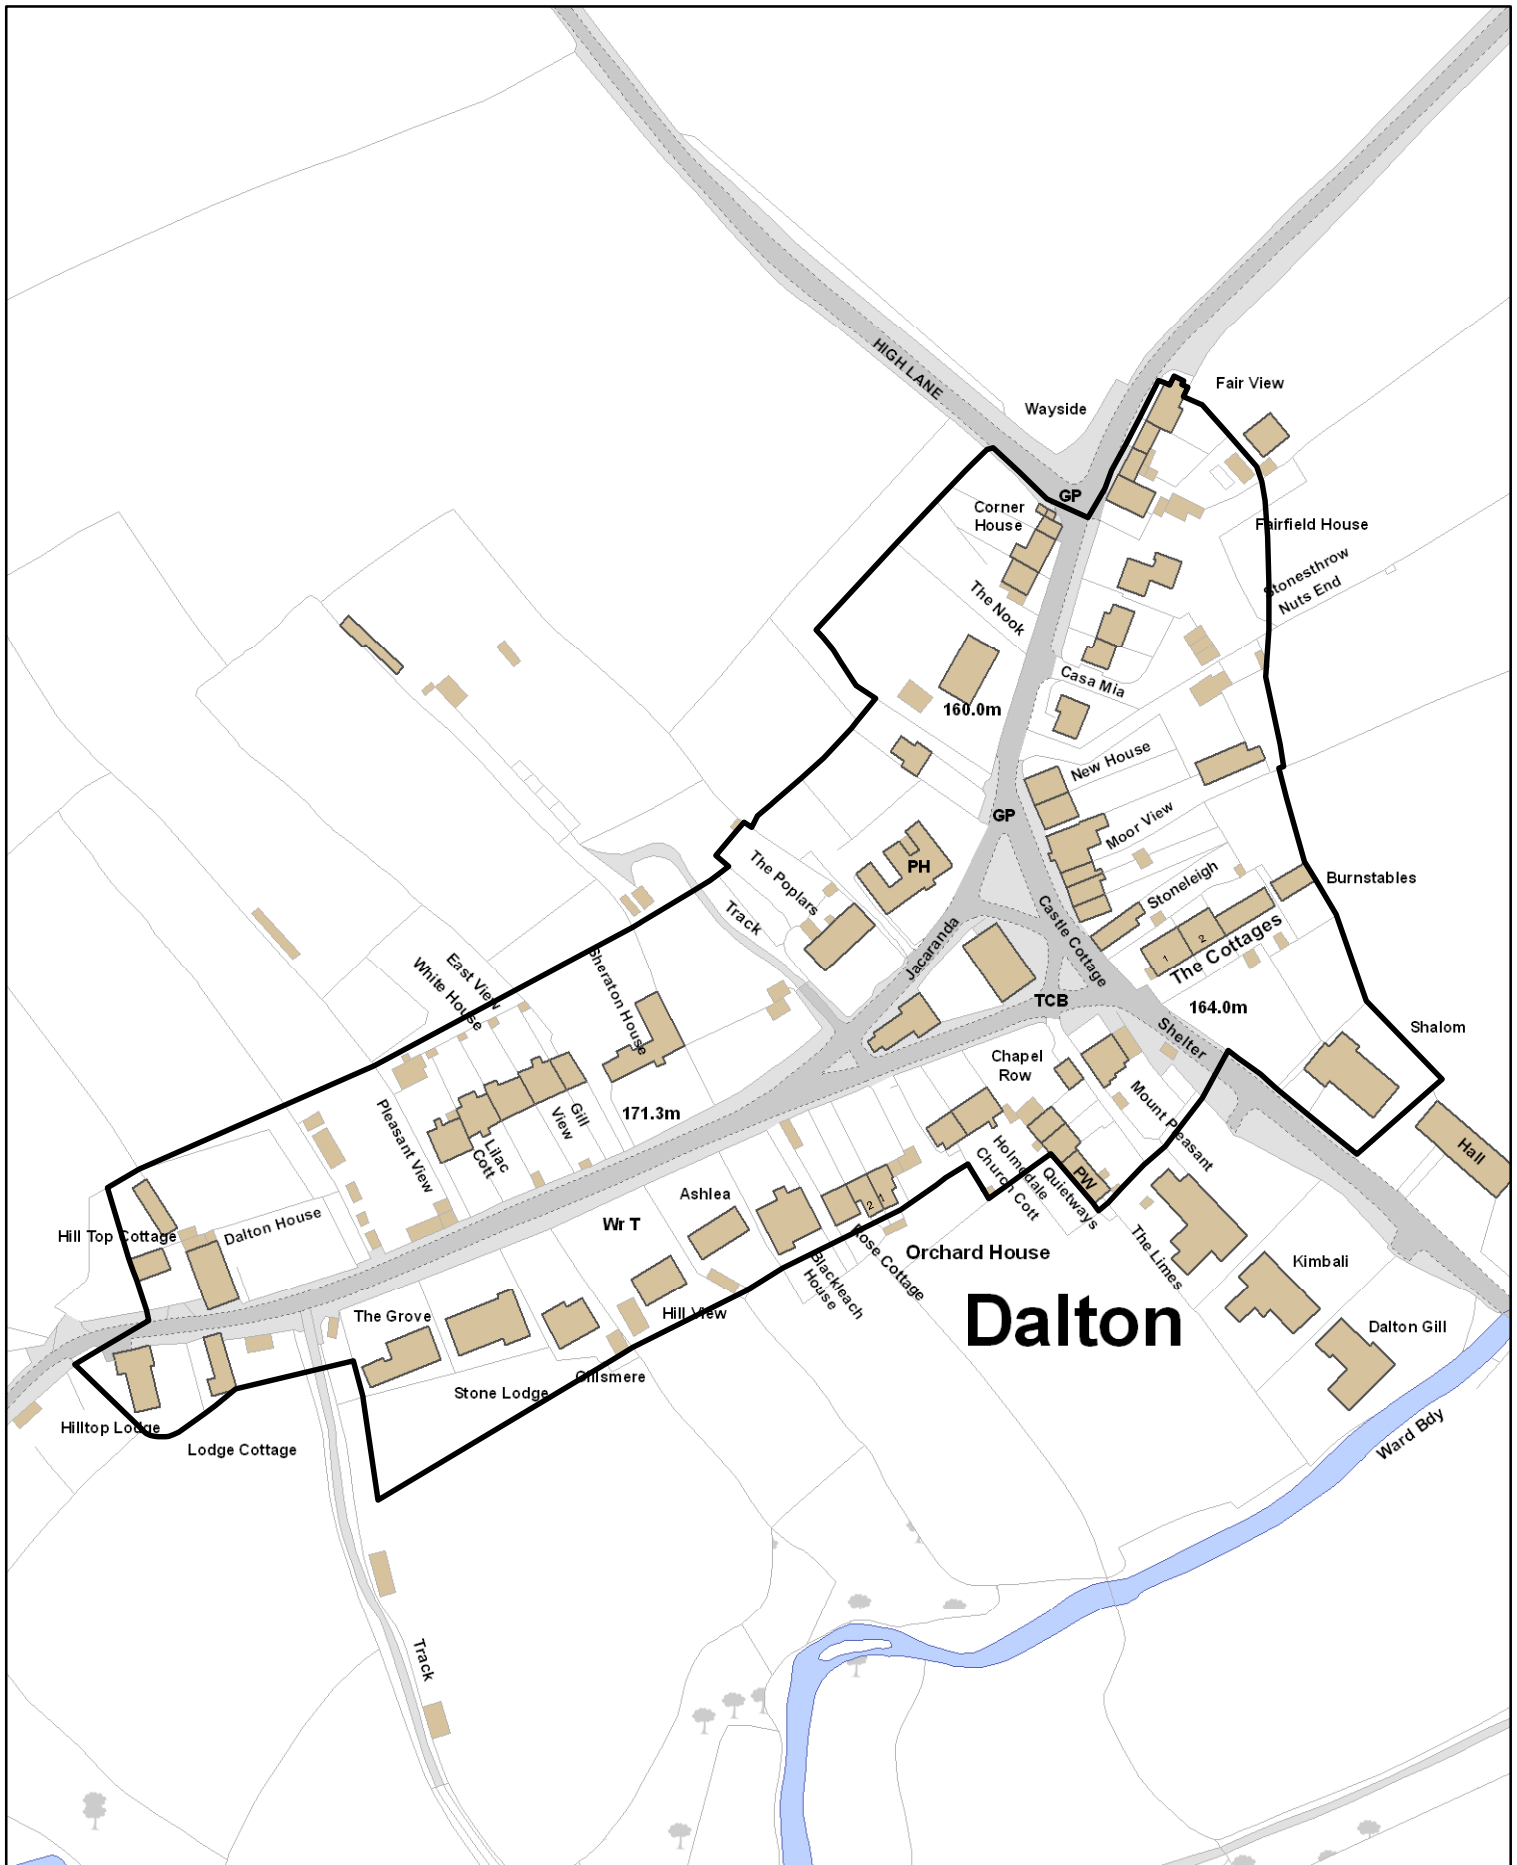 HIGH LANE
Fair View
Wayside
GP
Corner
House
Fairfield House
Stonesthrow
Nuts End
The Nook
Casa Mia
160.0m
New House
GP
Moor View
PH
The Poplars
Stoneleigh
Burnstables
Track
Jacaranda
Castle Cottage
2
1
The Cottages
East View
White House
Sheraton House
TCB
164.0m
Shelter
Shalom
Chapel
Row
Mount Pleasant
Pleasant View
Gill
View
Lilac
Cott
171.3m
Hall
Holmedale
Church Cott
Quietways
PW
Ashlea
1
2
Wr T
Dalton House
Hill Top Cottage
Rose Cottage
Orchard House
The Limes
Kimbali
Blackleach
House
The Grove
Hill View
Dalton
Dalton Gill
Gillsmere
Stone Lodge
Hilltop Lodge
Lodge Cottage
Ward Bdy
Track